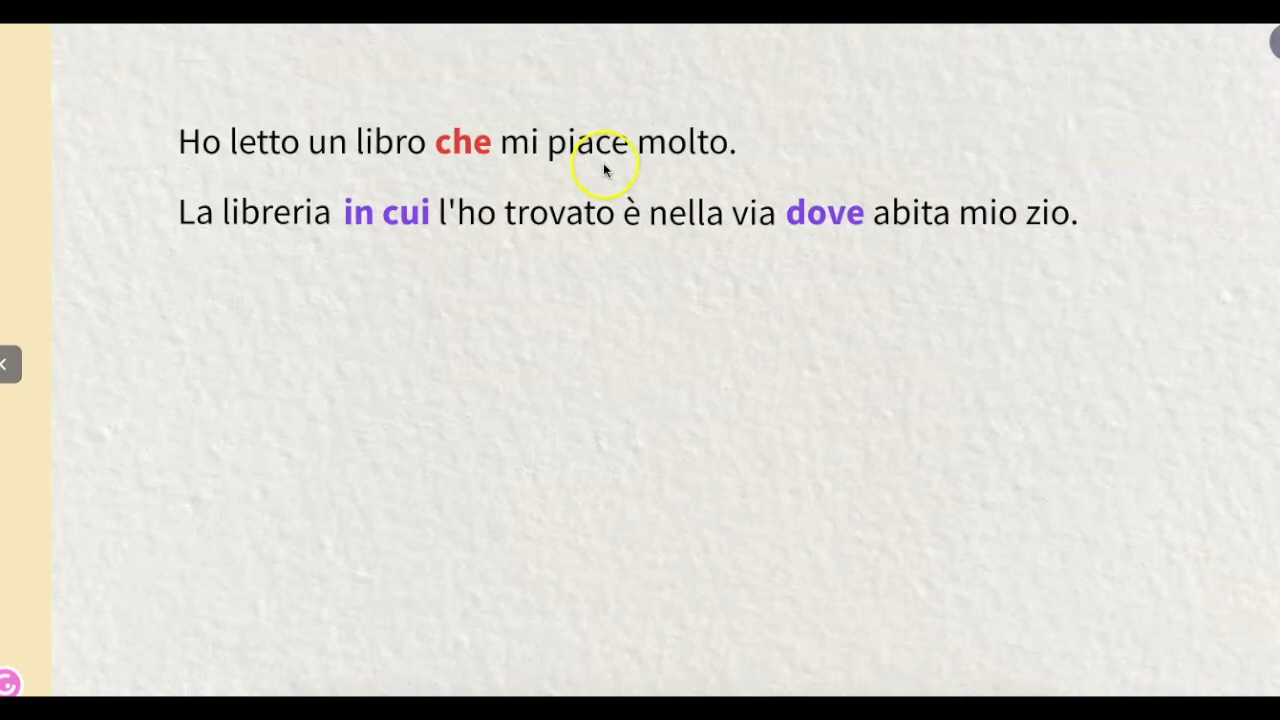 Ho letto un libro che mi piace molto.
La libreria in cui l'ho trovato è nella via dove abita mio zio.